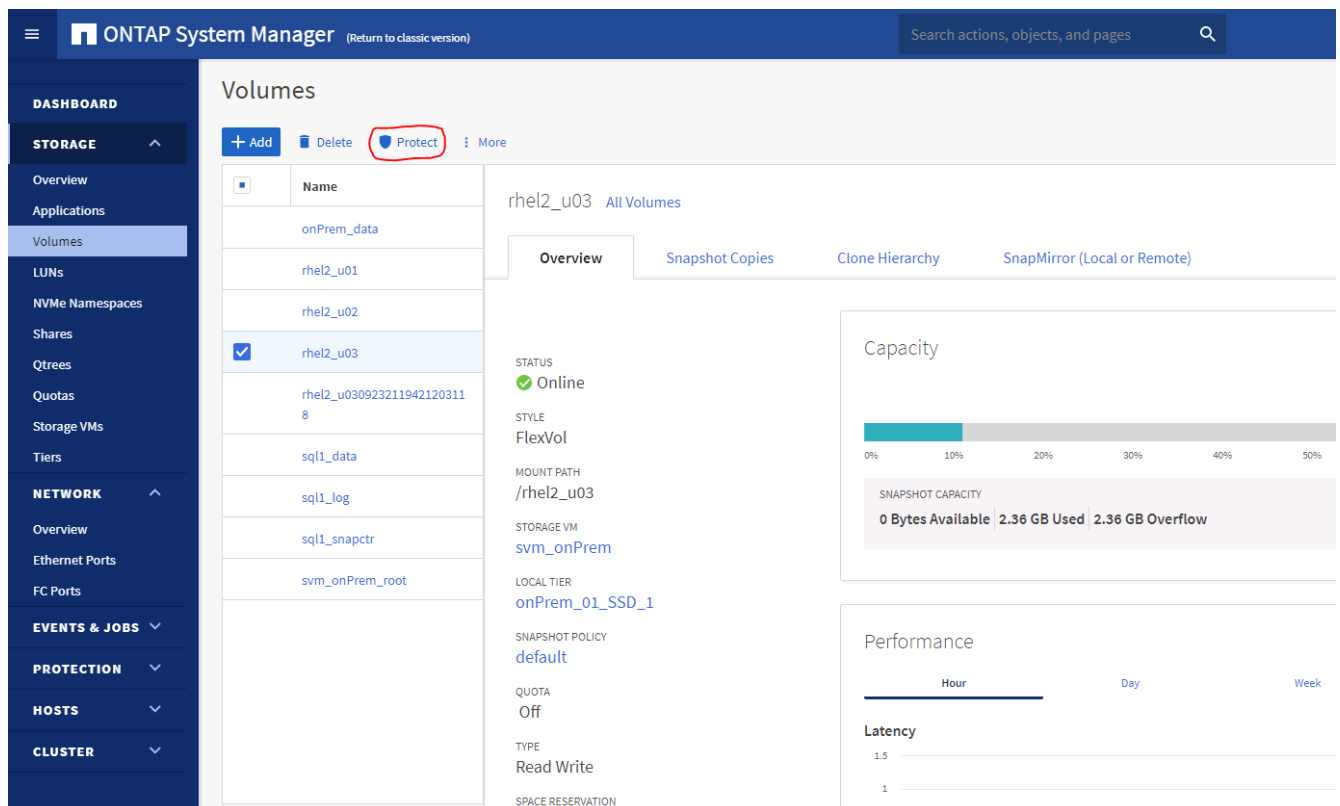 ONTAP System Manager (Return to classic version)
Search actions, objects, and pages
DASHBOARD
STORAGE
Overview
Applications
Volumes
LUNs
NVMe Namespaces
Shares
Qtrees
Quotas
Storage VMs
Tiers
NETWORK
Overview
Ethernet Ports
FC Ports
EVENTS & JOBS
PROTECTION
HOSTS
CLUSTER
Volumes
+ Add Delete Protect More
Name
onPrem_data
rhel2_u01
rhel2_u02
rhel2_u03
rhel2_u030923211942120311
8
sql1_data
sql1_log
sql1_snapctr
svm_onPrem_root
rhel2_u03 All Volumes
Overview Snapshot Copies Clone Hierarchy SnapMirror (Local or Remote)
STATUS
Online
STYLE
FlexVol
MOUNT PATH
/rhel2_u03
STORAGE VM
svm_onPrem
LOCAL TIER
onPrem_01_SSD_1
SNAPSHOT POLICY
default
QUOTA
Off
TYPE
Read Write
SPACE RESERVATION
Capacity
0% 10% 20% 30% 40% 50%
SNAPSHOT CAPACITY
0 Bytes Available 2.36 GB Used 2.36 GB Overflow
Performance
Hour Day Week
Latency
1.5
1